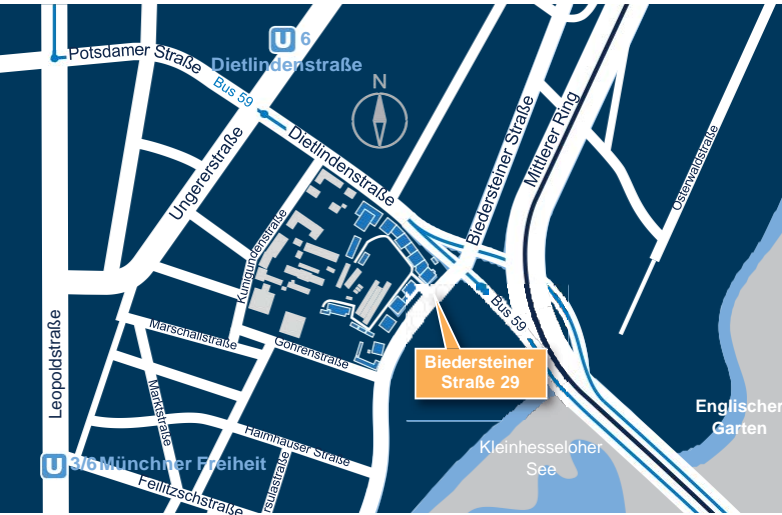 U 6
Dietlindenstraße
Potsdamer Straße
Bus 59
N
Dietlindenstraße
Ungererstraße
Biedersteiner Straße
Mittlerer Ring
Osterwaldstraße
Kunigundenstraße
Leopoldstraße
Marschallstraße
Gohrenstraße
Bus 59
Biedersteiner
Straße 29
Marktstraße
Englischer
Garten
Haimhauser Straße
Kleinhesseloher
See
U 3/6 Münchner Freiheit
Feilitzschstraße
rsulastraße